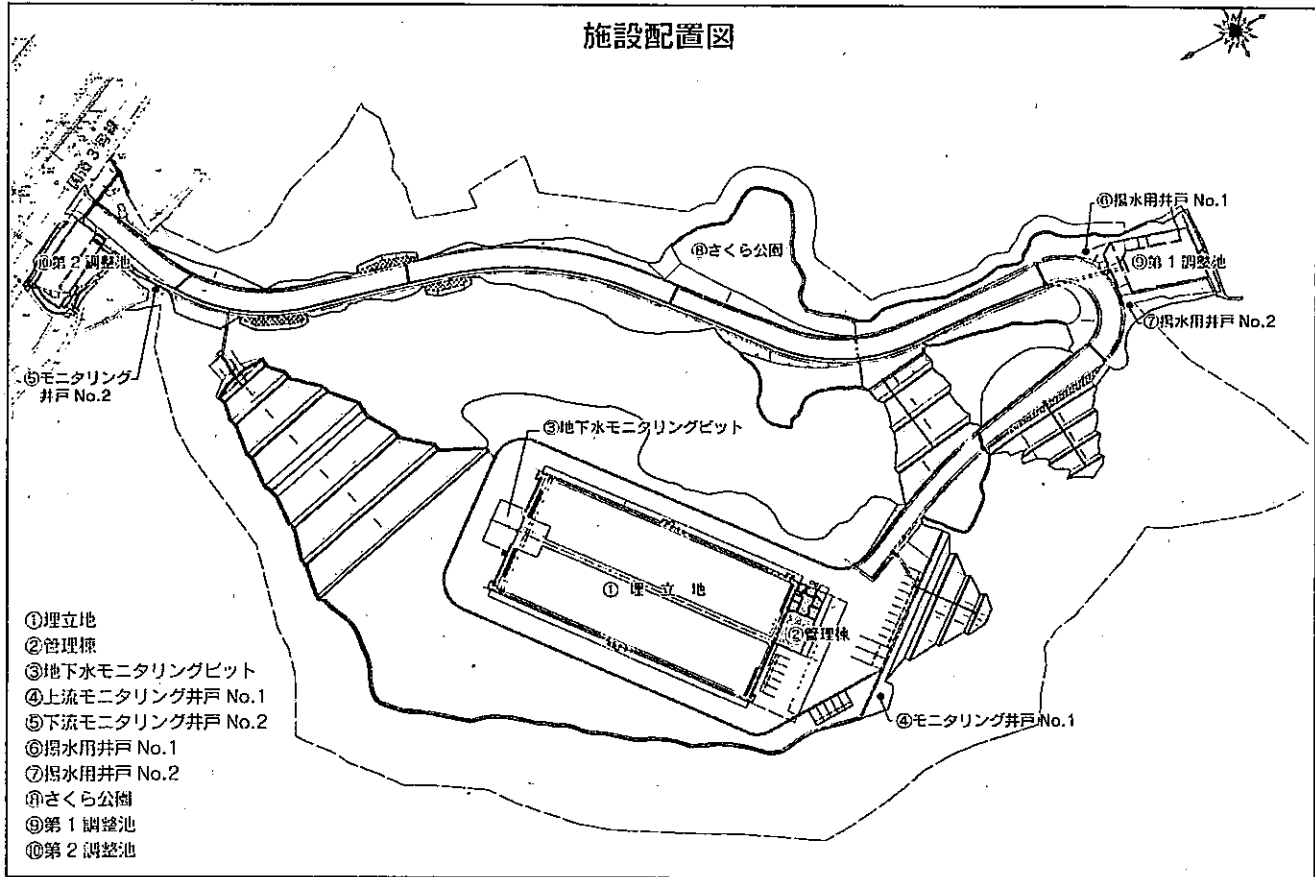 施設配置図
N
国道3号線
⑩第2調整池
⑤モニタリング
井戸No.2
⑧さくら公園
⑥揚水用井戸 No.1
⑨第1調整池
⑦揚水用井戸 No.2
③地下水モニタリングピット
①埋立地
②管理棟
④モニタリング井戸No.1
①埋立地
②管理棟
③地下水モニタリングピット
④上流モニタリング井戸 No.1
⑤下流モニタリング井戸 No.2
⑥揚水用井戸 No.1
⑦揚水用井戸 No.2
⑧さくら公園
⑨第1調整池
⑩第2調整池